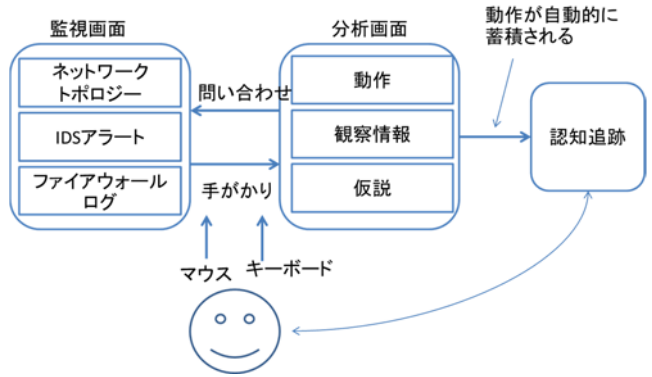 監視画面
ネットワーク
トポロジー
IDSアラート
ファイアウォール
ログ
問い合わせ
手がかり
分析画面
動作
観察情報
仮説
動作が自動的に
蓄積される
認知追跡
マウス
キーボード